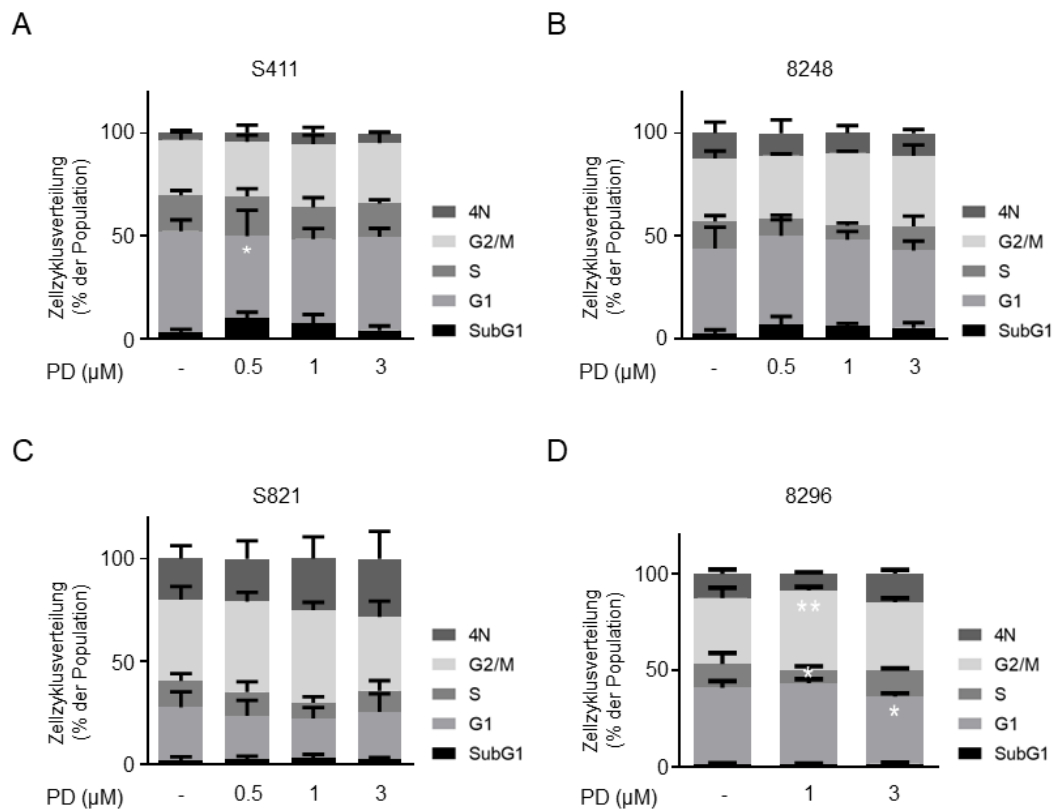 A
S411
Zellzyklusverteilung
(% der Population)
100
50
0
4N
G2/M
S
G1
SubG1
*
PD (µM)
- 0.5 1 3
B
8248
Zellzyklusverteilung
(% der Population)
100
50
0
4N
G2/M
S
G1
SubG1
PD (µM)
- 0.5 1 3
C
S821
Zellzyklusverteilung
(% der Population)
100
50
0
4N
G2/M
S
G1
SubG1
PD (µM)
- 0.5 1 3
D
8296
Zellzyklusverteilung
(% der Population)
100
50
0
**
*
*
4N
G2/M
S
G1
SubG1
PD (µM)
- 1 3